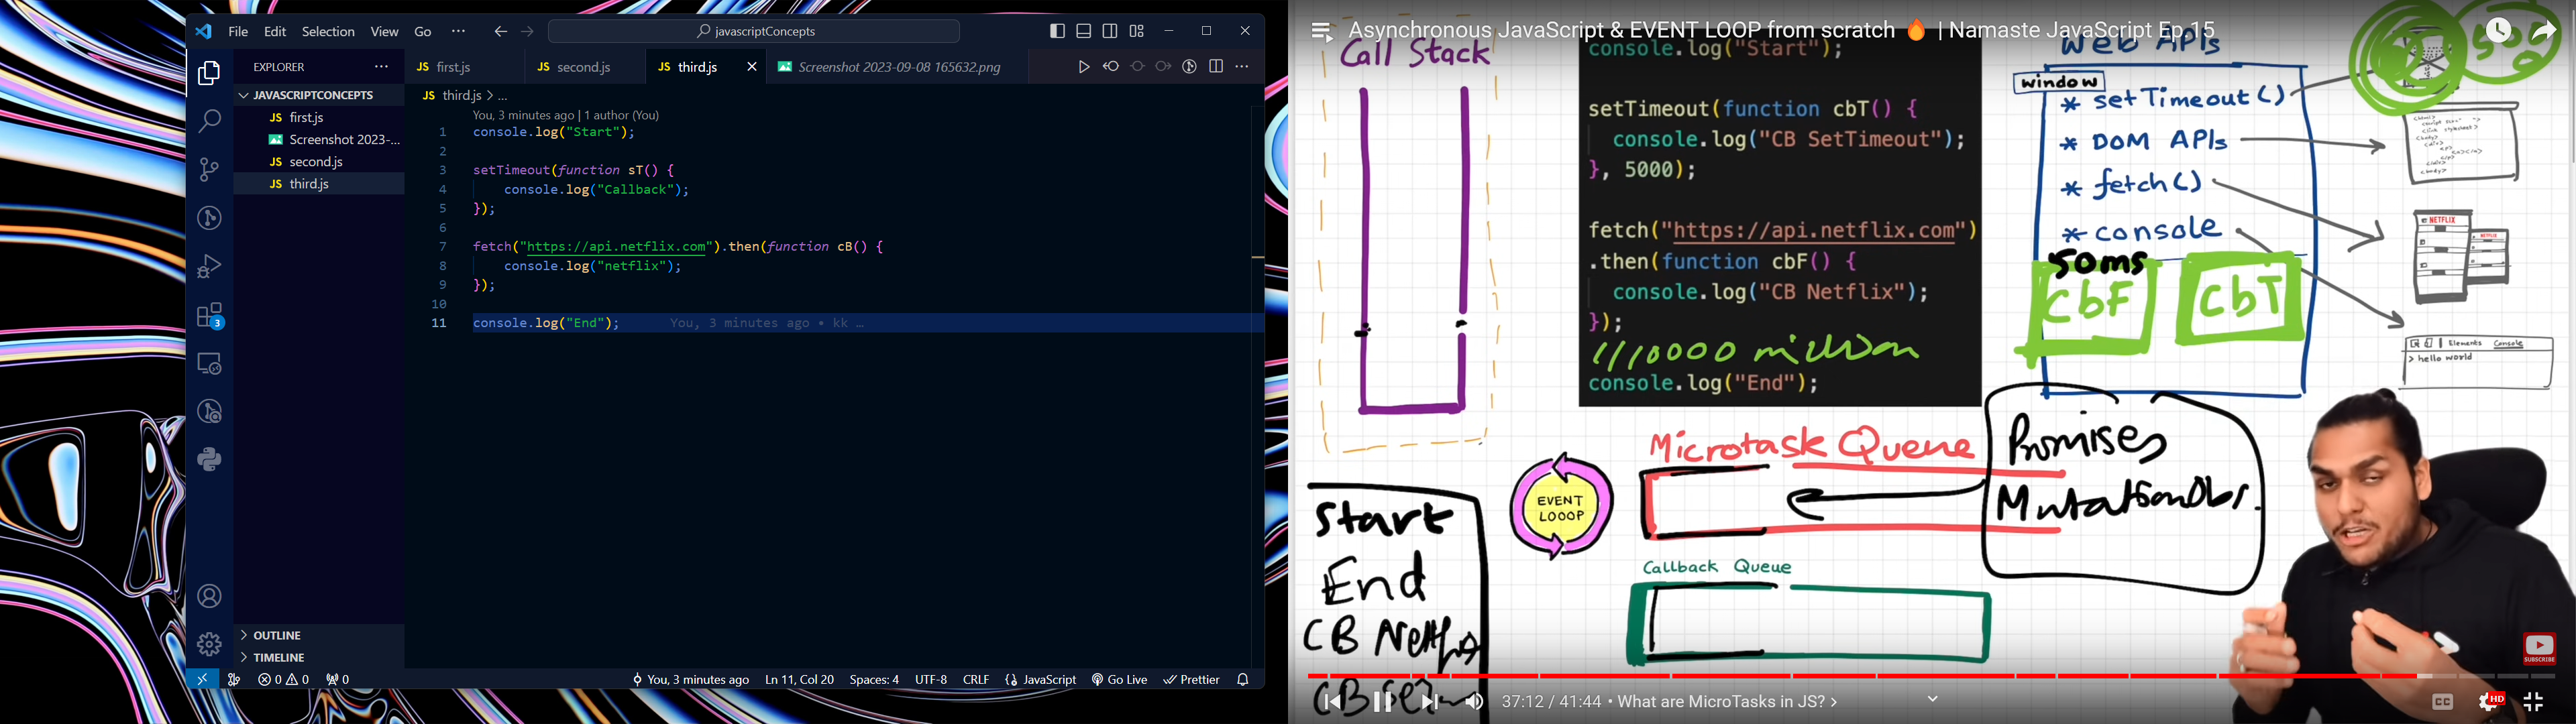 File Edit Selection View Go ··· javascriptConcepts
EXPLORER ···
JAVASCRIPTCONCEPTS
JS first.js
Screenshot 2023-...
JS second.js
JS third.js
OUTLINE
TIMELINE
JS first.js JS second.js JS third.js Screenshot 2023-09-08 165632.png
JS third.js > ...
You, 3 minutes ago | 1 author (You)
1 console.log("Start");
2
3 setTimeout(function sT() {
4 console.log("Callback");
5 });
6
7 fetch("https://api.netflix.com").then(function cB() {
8 console.log("netflix");
9 });
10
11 console.log("End"); You, 3 minutes ago • kk ...
3
0 0 0 You, 3 minutes ago Ln 11, Col 20 Spaces: 4 UTF-8 CRLF JavaScript Go Live Prettier
Asynchronous JavaScript & EVENT LOOP from scratch 🔥 | Namaste JavaScript Ep. 15
Call Stack
console.log("Start");
setTimeout(function cbT() {
console.log("CB SetTimeout");
}, 5000);
fetch("https://api.netflix.com")
.then(function cbF() {
console.log("CB Netflix");
});
// 10000 million
console.log("End");
Web APIs
window
* setTimeout()
* DOM APIs
* fetch()
* console
50ms
CbF CbT
NETFLIX
NETFLIX
Elements Console
> hello world
Microtask Queue
Promises
EVENT
LOOOP
Callback Queue
Start
End
SUBSCRIBE
37:12 / 41:44 • What are MicroTasks in JS? >
CC HD